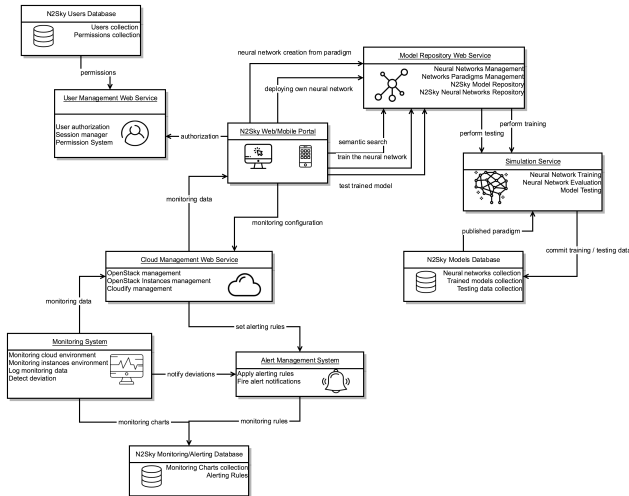 N2Sky Users Database
Users collection
Permissions collection
permissions
User Management Web Service
User authorization
Session manager
Permission System
authorization
neural network creation from paradigm
deploying own neural network
Model Repository Web Service
Neural Networks Management
Networks Paradigms Management
N2Sky Model Repository
N2Sky Neural Networks Repository
N2Sky Web/Mobile Portal
semantic search
train the neural network
test trained model
perform training
perform testing
Simulation Service
Neural Network Training
Neural Network Evaluation
Model Testing
monitoring data
monitoring configuration
published paradigm
commit training / testing data
Cloud Management Web Service
OpenStack management
OpenStack Instances management
Cloudify management
N2Sky Models Database
Neural networks collection
Trained models collection
Testing data collection
monitoring data
set alerting rules
Monitoring System
Monitoring cloud environment
Monitoring instances environment
Log monitoring data
Detect deviation
notify deviations
Alert Management System
Apply alerting rules
Fire alert notifications
monitoring charts
monitoring rules
N2Sky Monitoring/Alerting Database
Monitoring Charts collection
Alerting Rules